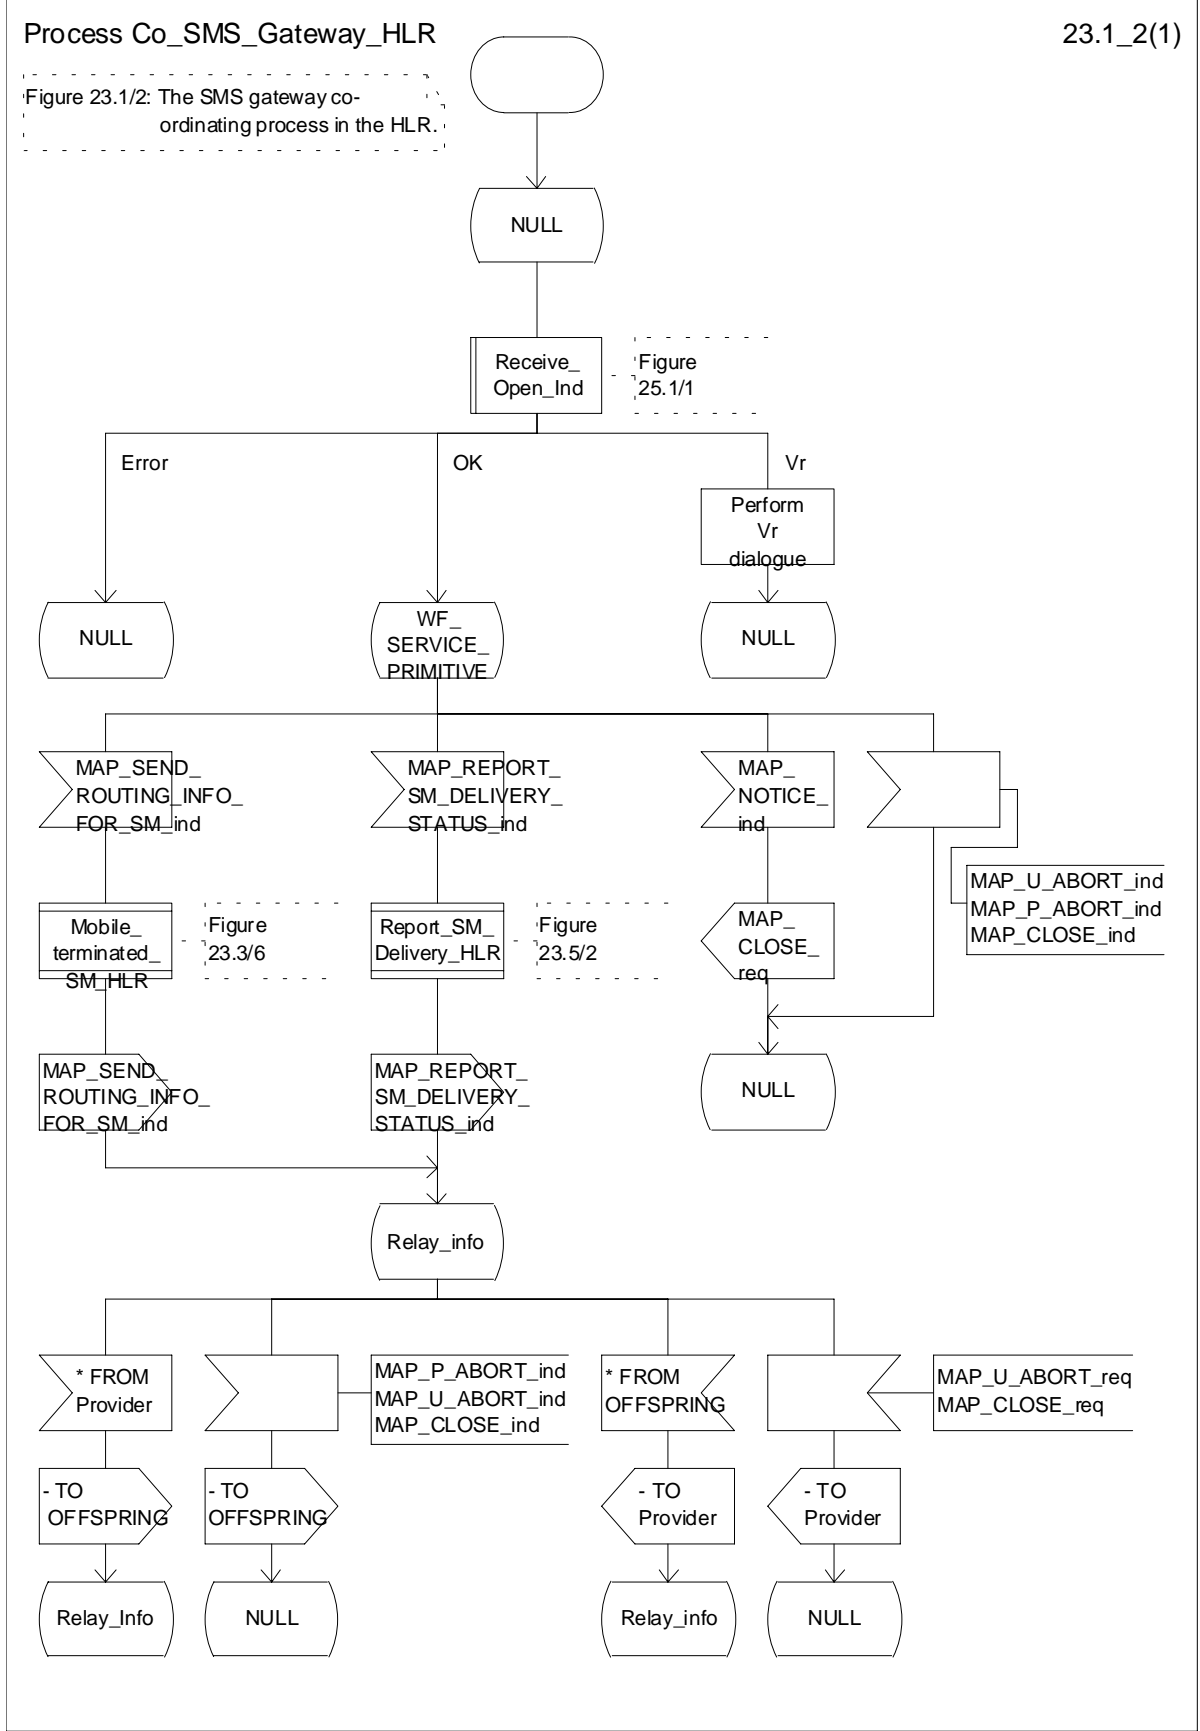 Process Co_SMS_Gateway_HLR
23.1_2(1)
Figure 23.1/2: The SMS gateway co-
ordinating process in the HLR.
NULL
Receive_
Open_Ind
Figure
25.1/1
Error
OK
Vr
Perform
Vr
dialogue
NULL
WF_
SERVICE_
PRIMITIVE
NULL
MAP_SEND_
ROUTING_INFO_
FOR_SM_ind
MAP_REPORT_
SM_DELIVERY_
STATUS_ind
MAP_
NOTICE_
ind
MAP_U_ABORT_ind
MAP_P_ABORT_ind
MAP_CLOSE_ind
Mobile_
terminated_
SM_HLR
Figure
23.3/6
Report_SM_
Delivery_HLR
Figure
23.5/2
MAP_
CLOSE_
req
MAP_SEND_
ROUTING_INFO_
FOR_SM_ind
MAP_REPORT_
SM_DELIVERY_
STATUS_ind
NULL
Relay_info
* FROM
Provider
MAP_P_ABORT_ind
MAP_U_ABORT_ind
MAP_CLOSE_ind
* FROM
OFFSPRING
MAP_U_ABORT_req
MAP_CLOSE_req
- TO
OFFSPRING
- TO
OFFSPRING
- TO
Provider
- TO
Provider
Relay_Info
NULL
Relay_info
NULL